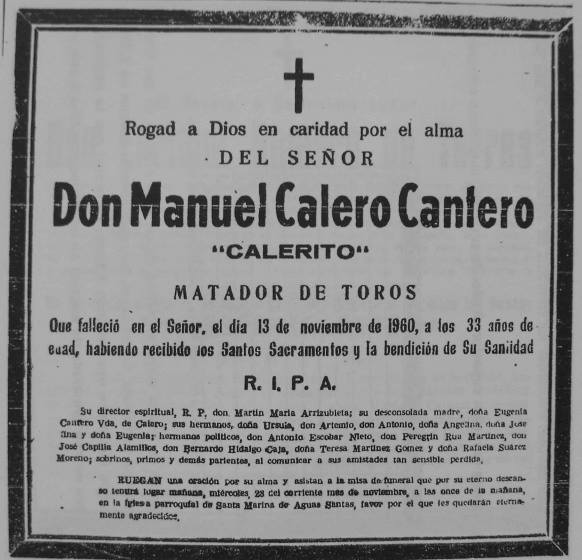 Rogad a Dios en caridad por el alma
DEL SEÑOR
Don Manuel Calero Cantero
"CALERITO"
MATADOR DE TOROS
Que falleció en el Señor, el día 13 de noviembre de 1960, a los 33 años de
edad, habiendo recibido los Santos Sacramentos y la bendición de Su Santidad
R. I. P. A.
Su director espiritual, R. P. don Martín María Arrizubieta; su desconsolada madre, doña Eugenia
Cantero Vda. de Calero; sus hermanos, doña Ursula, don Artemio, don Antonio, doña Angelina, doña Jose
fina y doña Eugenia; hermanos políticos, don Antonio Escobar Nieto, don Peregrín Rua Martínez, don
José Capilla Alamillos, don Bernardo Hidalgo Caja, doña Teresa Martínez Gómez y doña Rafaela Suárez
Moreno; sobrinos, primos y demás parientes, al comunicar a sus amistades tan sensible pérdida,
RUEGAN una oración por su alma y asistan a la misa de funeral que por su eterno descan-
so tendrá lugar mañana, miércoles, 23 del corriente mes de noviembre, a las once de la mañana,
en la iglesia parroquial de Santa Marina de Aguas Santas, favor por el que les quedarán eterna-
mente agradecidos.